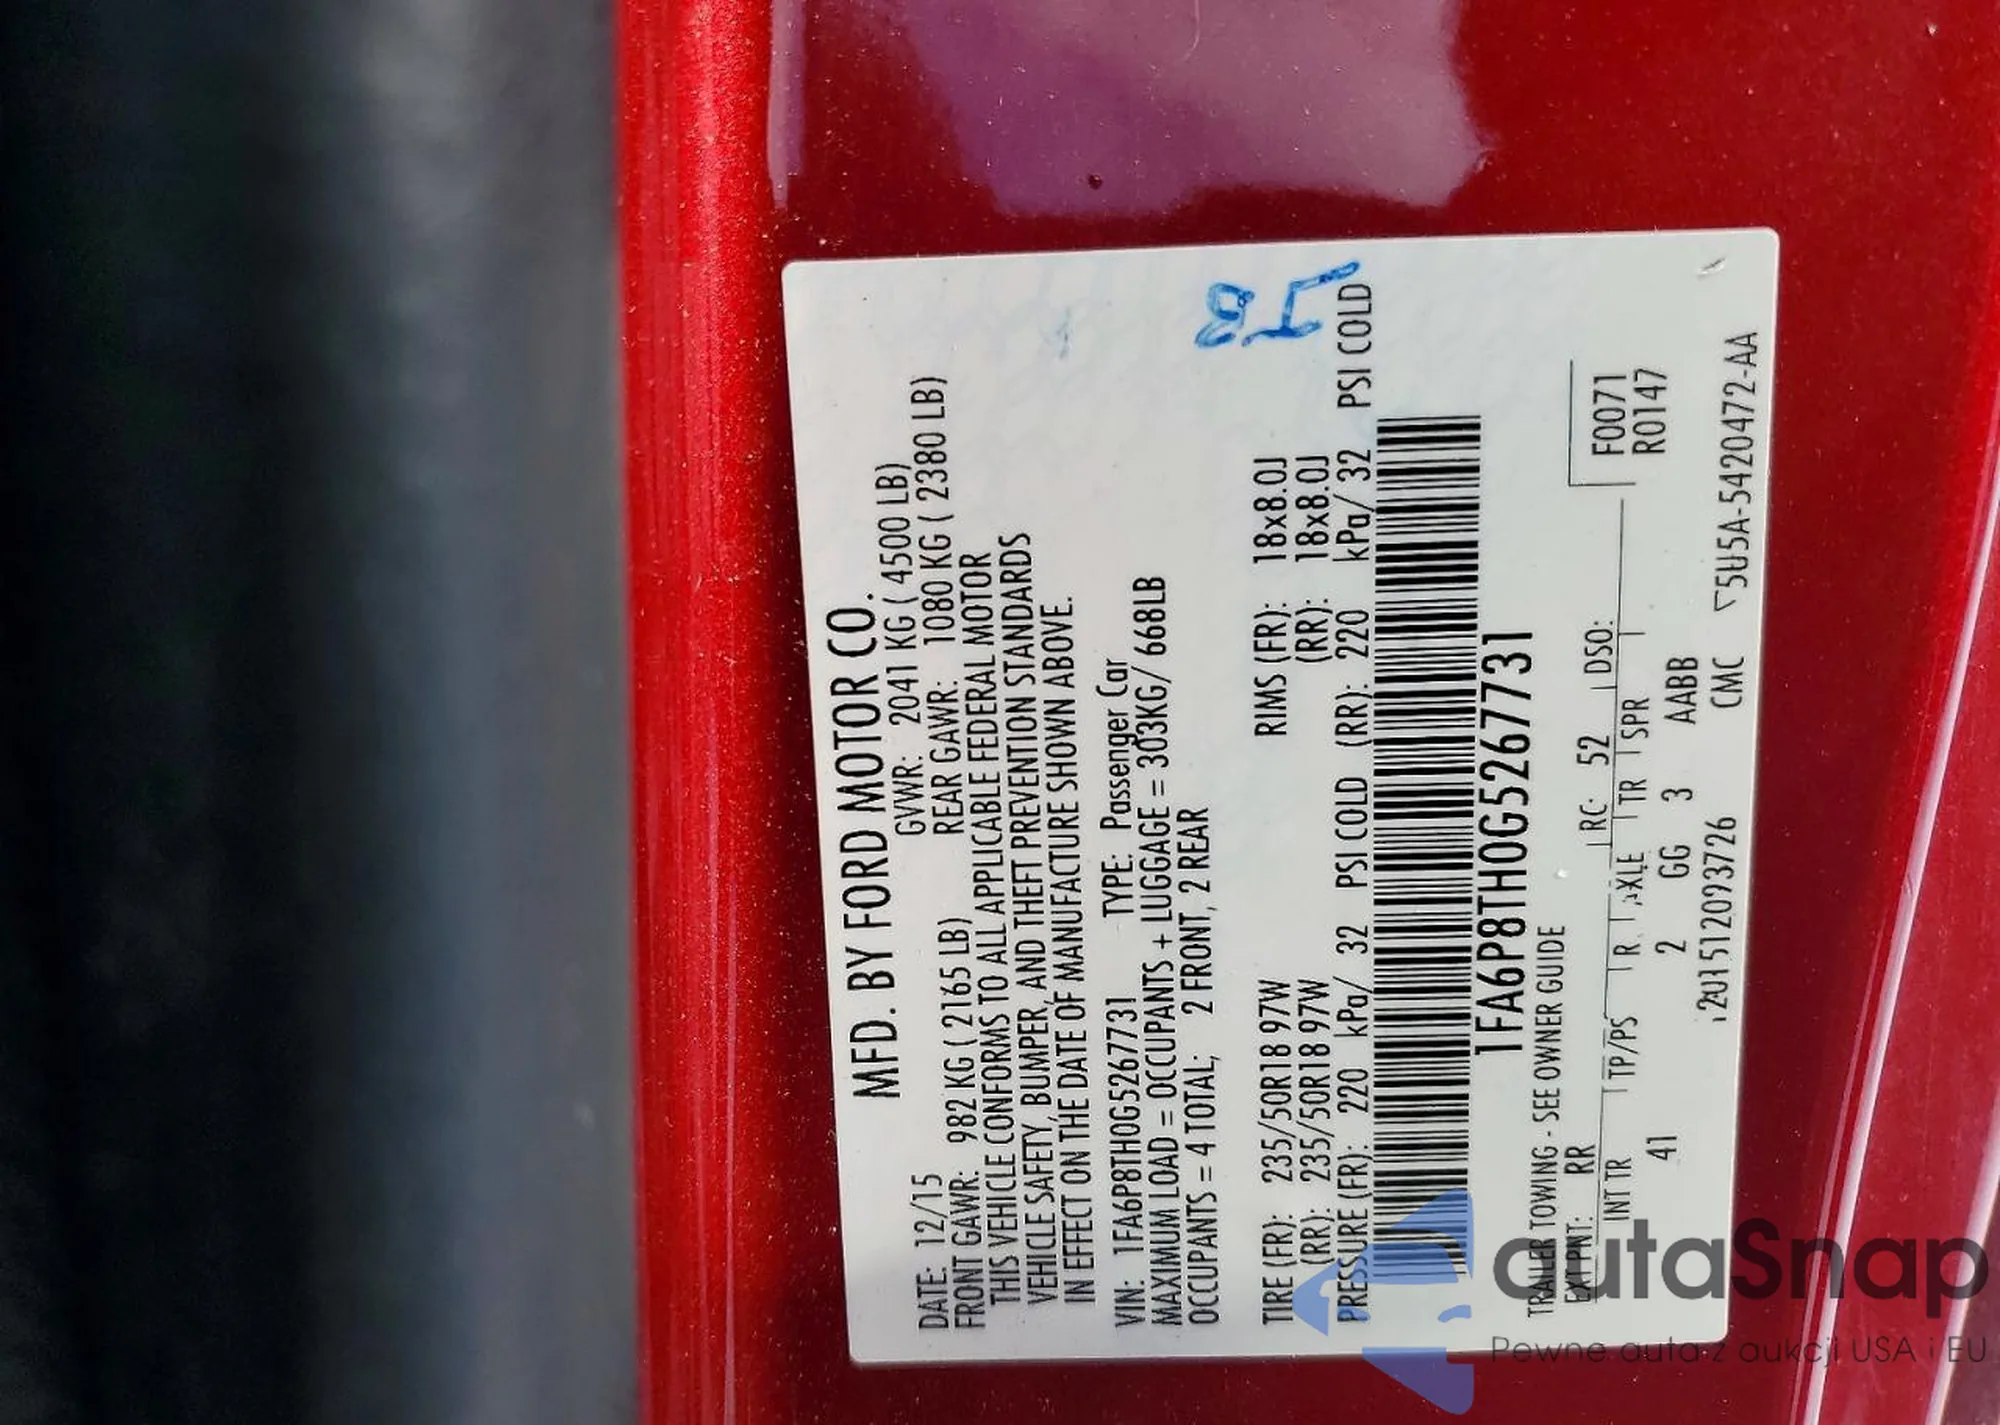 MFD. BY FORD MOTOR CO.
DATE: 12/15 GVWR: 2041 KG ( 4500 LB)
FRONT GAWR: 982 KG ( 2165 LB) REAR GAWR: 1080 KG ( 2380 LB)
THIS VEHICLE CONFORMS TO ALL APPLICABLE FEDERAL MOTOR
VEHICLE SAFETY, BUMPER, AND THEFT PREVENTION STANDARDS
IN EFFECT ON THE DATE OF MANUFACTURE SHOWN ABOVE.
VIN: 1FA6P8TH0G5267731 TYPE: Passenger Car
MAXIMUM LOAD = OCCUPANTS + LUGGAGE = 303KG/ 668LB
OCCUPANTS = 4 TOTAL; 2 FRONT, 2 REAR
TIRE (FR): 235/50R18 97W RIMS (FR): 18x8.0J
(RR): 235/50R18 97W (RR): 18x8.0J
PRESSURE (FR): 220 kPa/ 32 PSI COLD (RR): 220 kPa/ 32 PSI COLD
1FA6P8TH0G5267731
TRAILER TOWING - SEE OWNER GUIDE
EXT PNT: RR RC: 52 DSO: F0071
INT TR TP/PS R AXLE TR SPR R0147
41 2 GG 3 AABB
CMC 5U5A-5420472-AA
autaSnap
Pewne auta z aukcji USA i EU